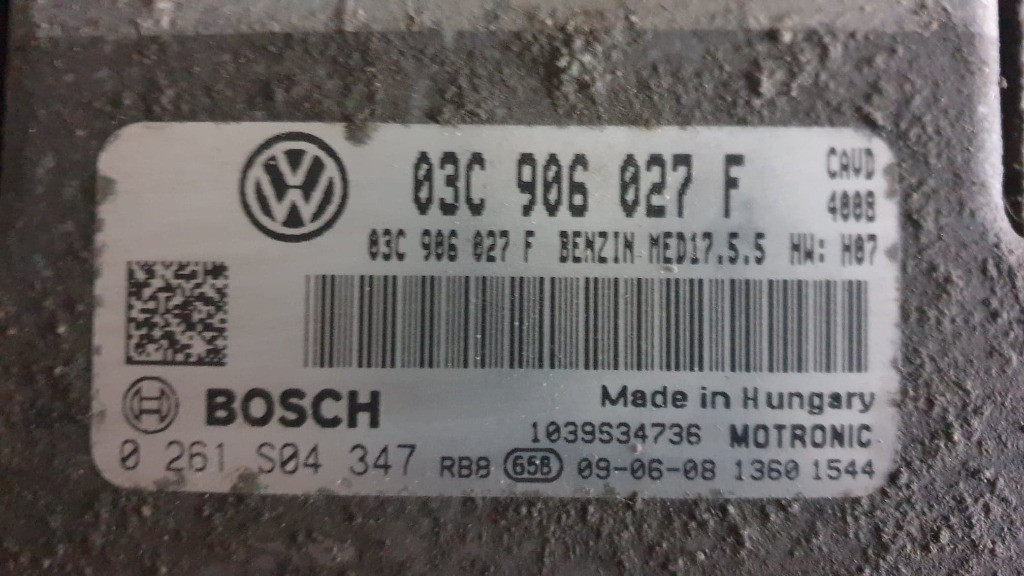 03C 906 027 F CAVD
4008
03C 906 027 F BENZIN MED17.5.5 HW: H07
BOSCH Made in Hungary
1039S34736 MOTRONIC
0 261 S04 347 RB8 658 09-06-08 1360 1544